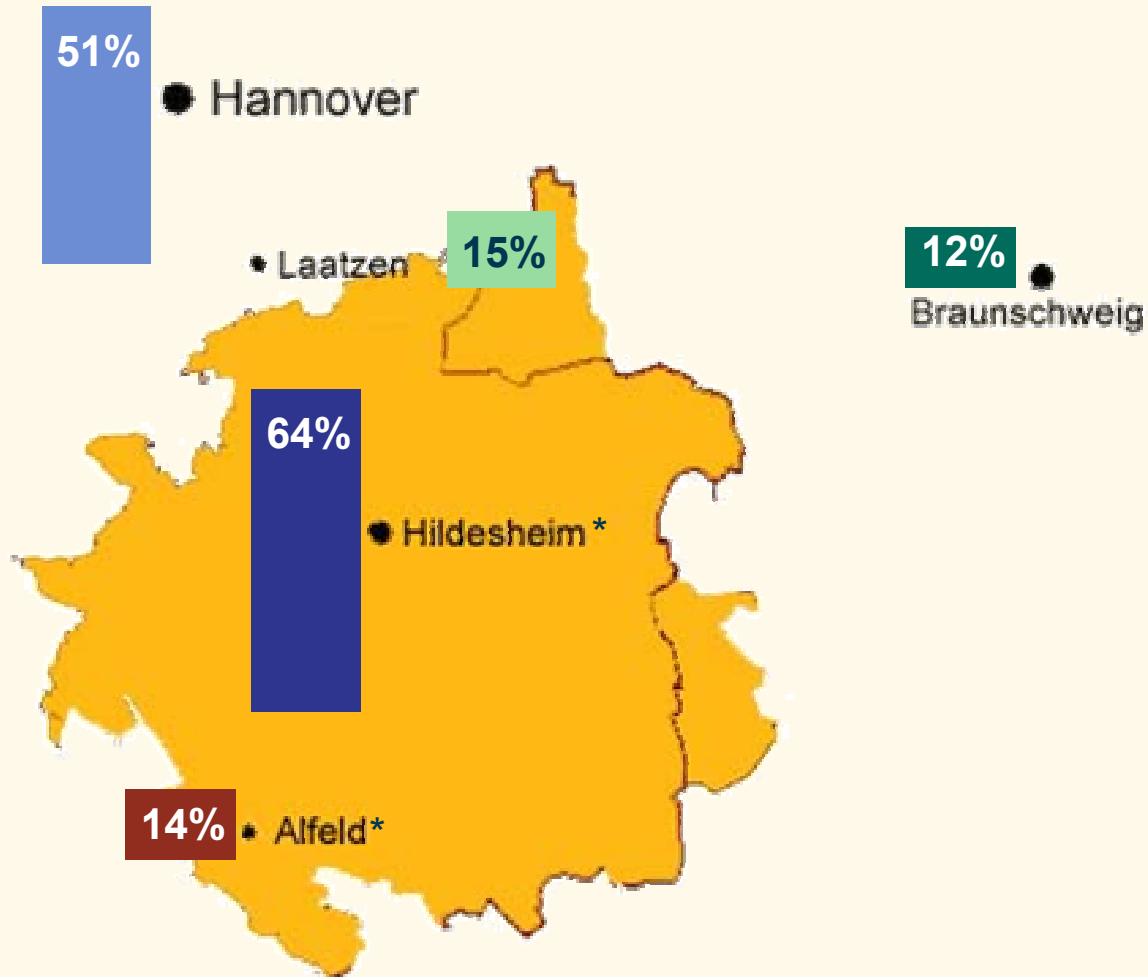 51%
Hannover
Laatzen
15%
12%
Braunschweig
64%
Hildesheim*
14%
Alfeld*